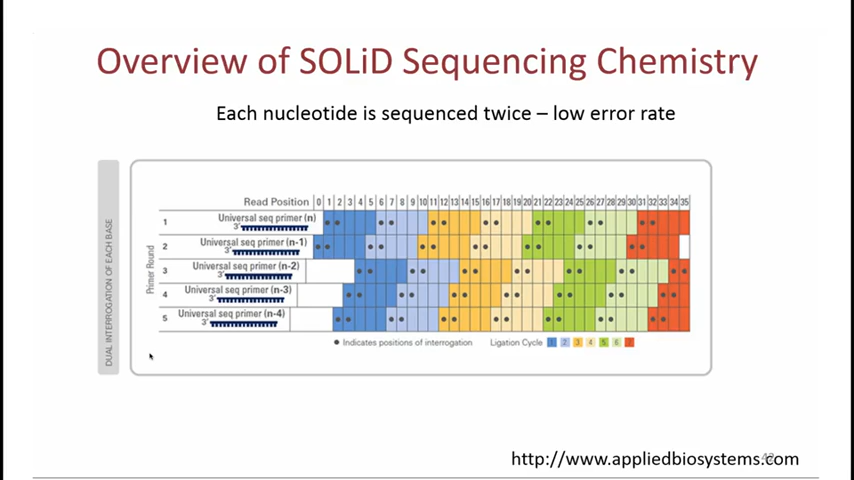 Overview of SOLiD Sequencing Chemistry
Each nucleotide is sequenced twice – low error rate
DUAL INTERROGATION OF EACH BASE
Primer Round
Read Position 0 1 2 3 4 5 6 7 8 9 10 11 12 13 14 15 16 17 18 19 20 21 22 23 24 25 26 27 28 29 30 31 32 33 34 35
1 Universal seq primer (n)
3'
2 Universal seq primer (n-1)
3'
3 Universal seq primer (n-2)
3'
4 Universal seq primer (n-3)
3'
5 Universal seq primer (n-4)
3'
● Indicates positions of interrogation Ligation Cycle 1 2 3 4 5 6 7
http://www.appliedbiosystems.com